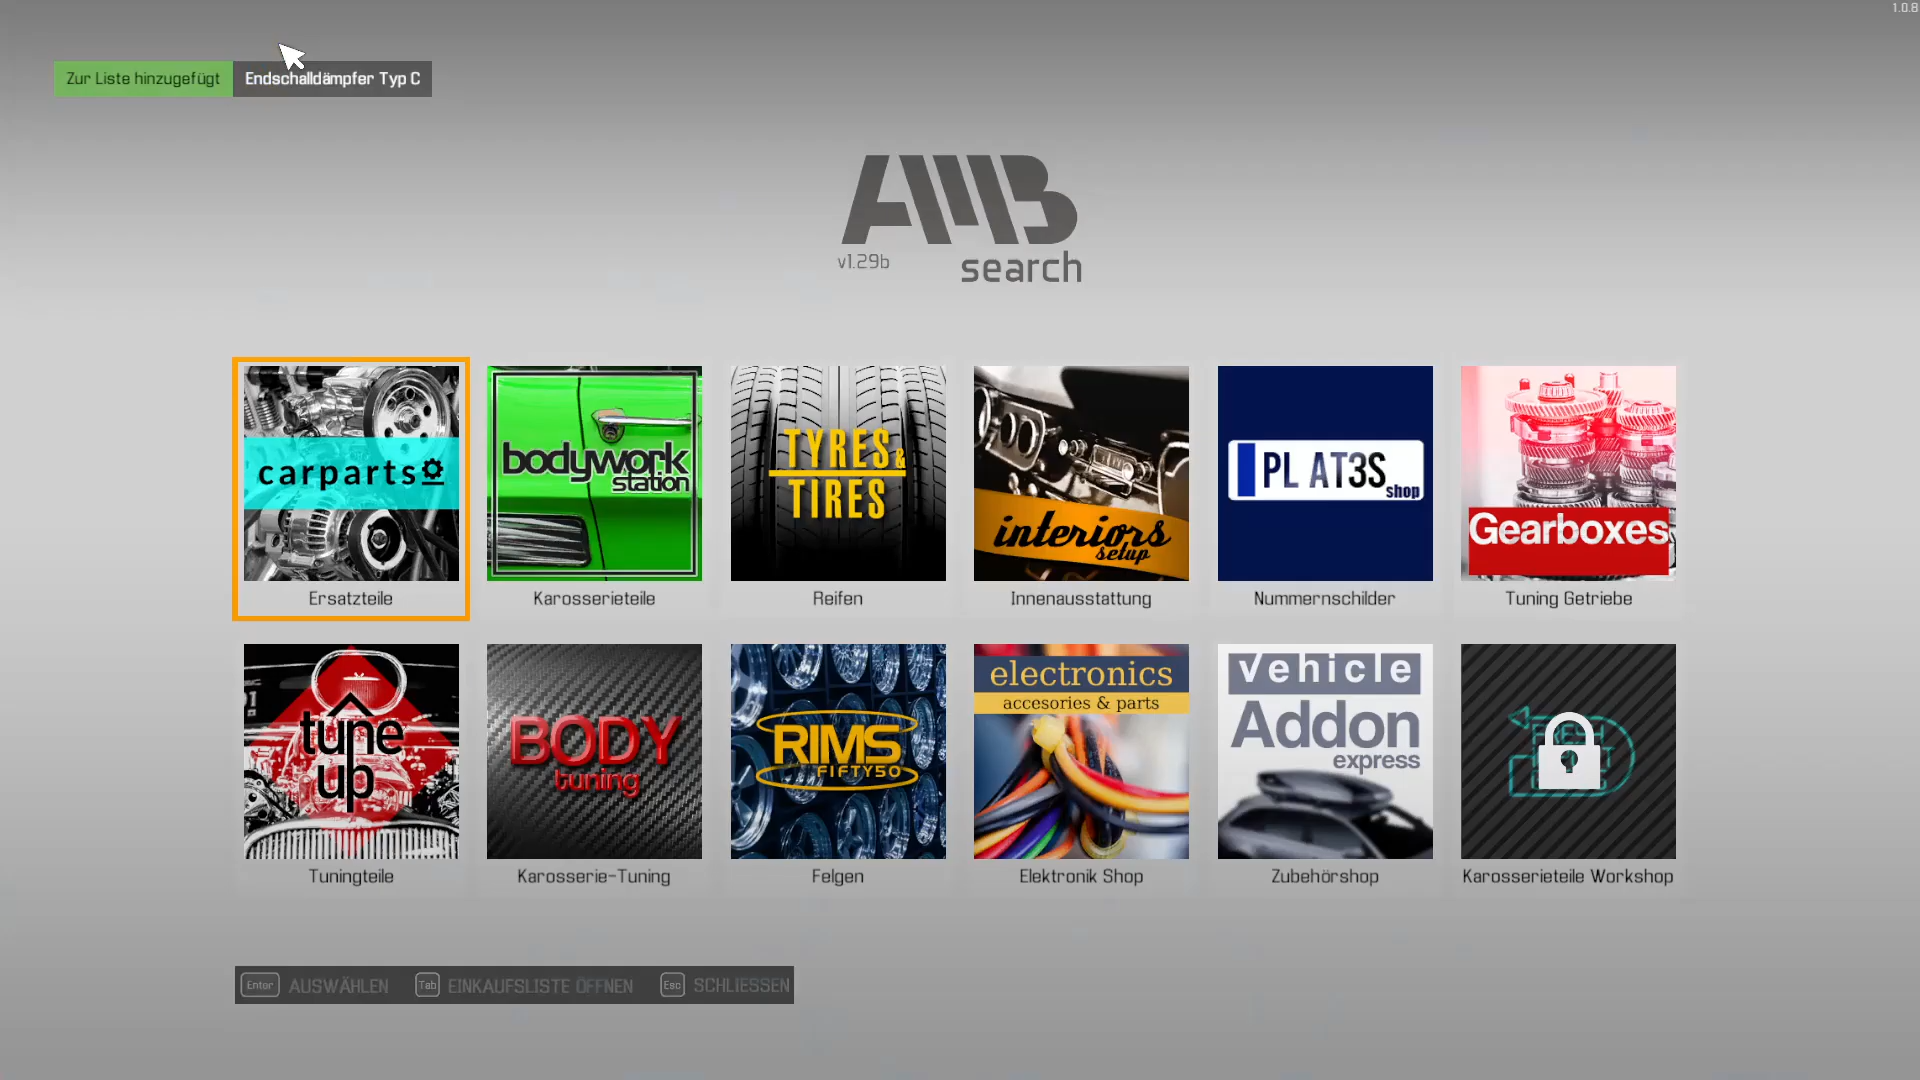 1.0.8
Zur Liste hinzugefügt Endschalldämpfer Typ C
AMB
v1.29b
search
carparts
bodywork
station
TYRES &
TIRES
interiors
setup
PL AT3S
shop
Gearboxes
Ersatzteile
Karosserieteile
Reifen
Innenausstattung
Nummernschilder
Tuning Getriebe
tune
up
BODY
tuning
RIMS
FIFTY50
electronics
accesories & parts
vehicle
Addon
express
Tuningteile
Karosserie-Tuning
Felgen
Elektronik Shop
Zubehörshop
Karosserieteile Workshop
Enter AUSWÄHLEN Tab EINKAUFSLISTE ÖFFNEN Esc SCHLIESSEN